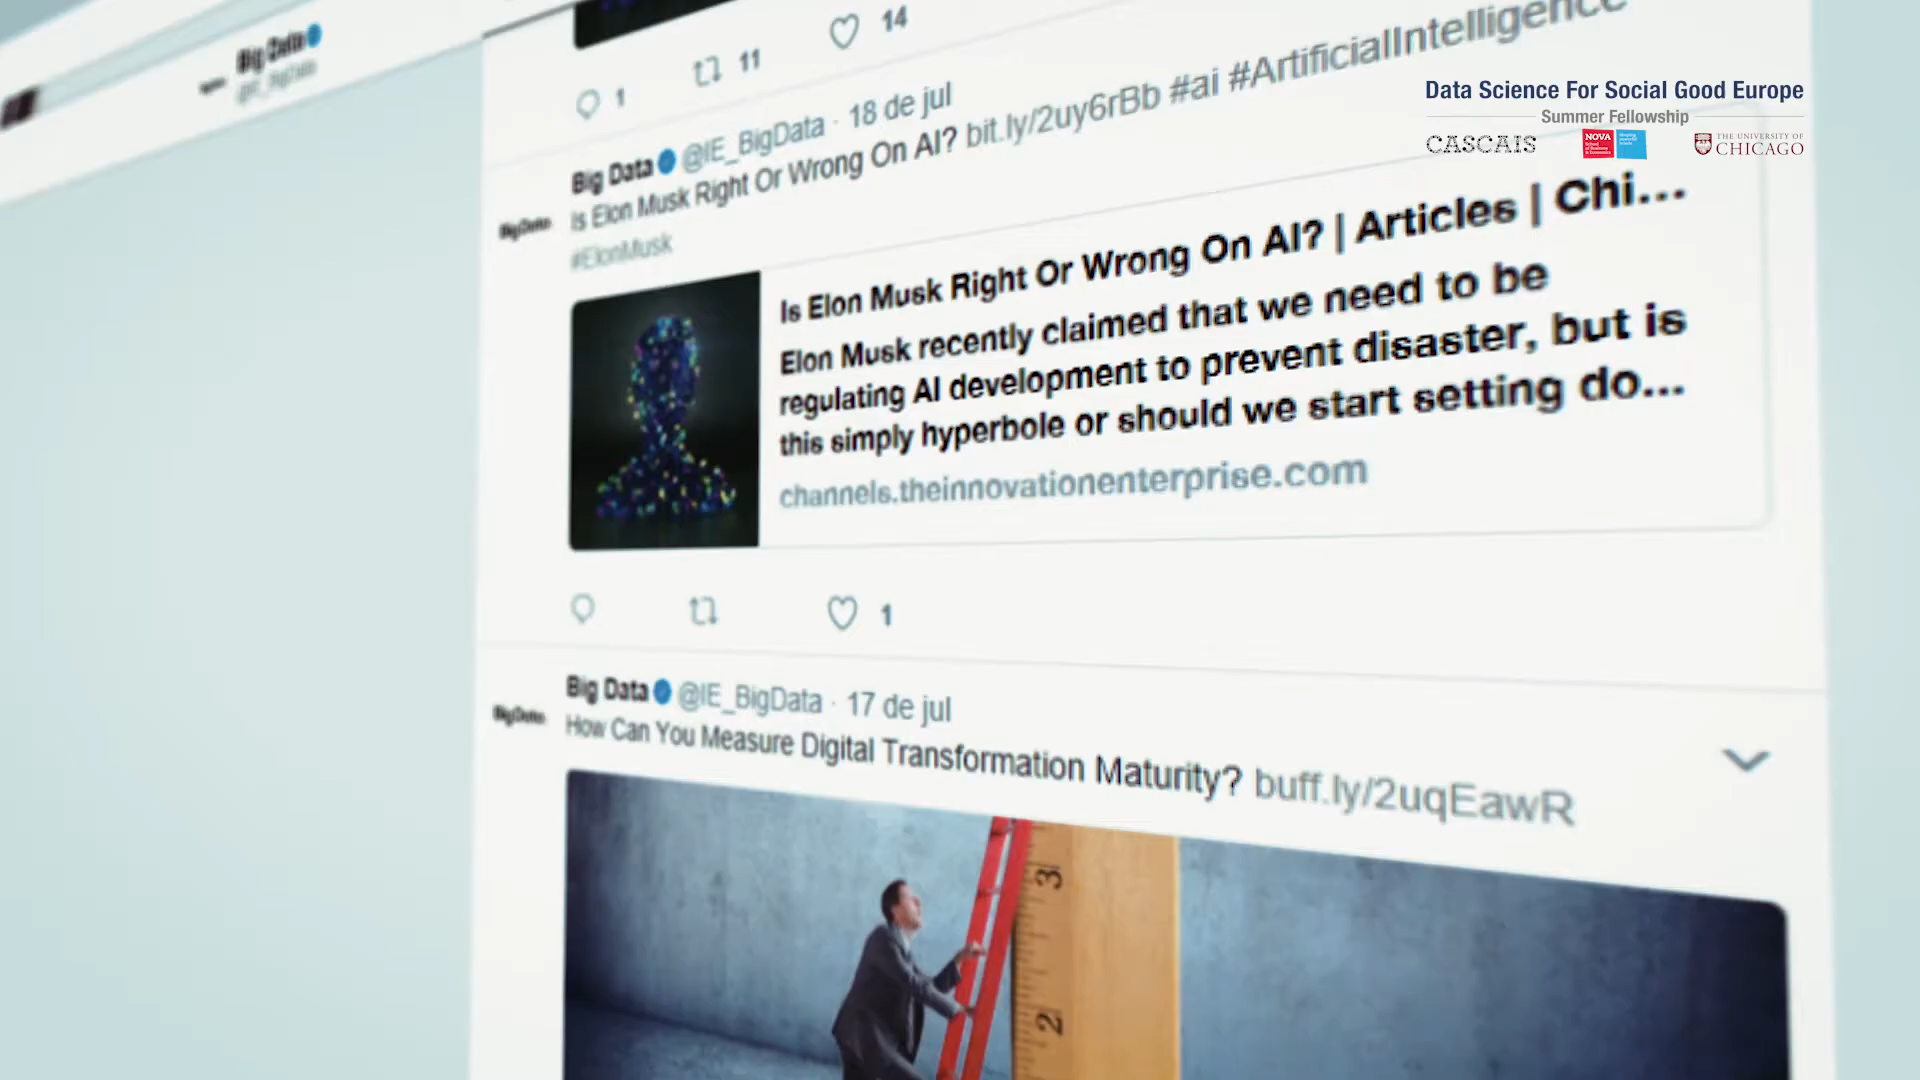 Big Data
14
11
1
Big Data @IE_BigData · 18 de jul
Is Elon Musk Right Or Wrong On AI? bit.ly/2uy6rBb #ai #ArtificialIntelligence
#ElonMusk
BigData
Is Elon Musk Right Or Wrong On AI? | Articles | Chi...
Elon Musk recently claimed that we need to be
regulating AI development to prevent disaster, but is
this simply hyperbole or should we start setting do...
channels.theinnovationenterprise.com
1
Big Data @IE_BigData · 17 de jul
BigData
How Can You Measure Digital Transformation Maturity? buff.ly/2uqEawR
3
2
Data Science For Social Good Europe
Summer Fellowship
CASCAIS
NOVA
THE UNIVERSITY OF
CHICAGO